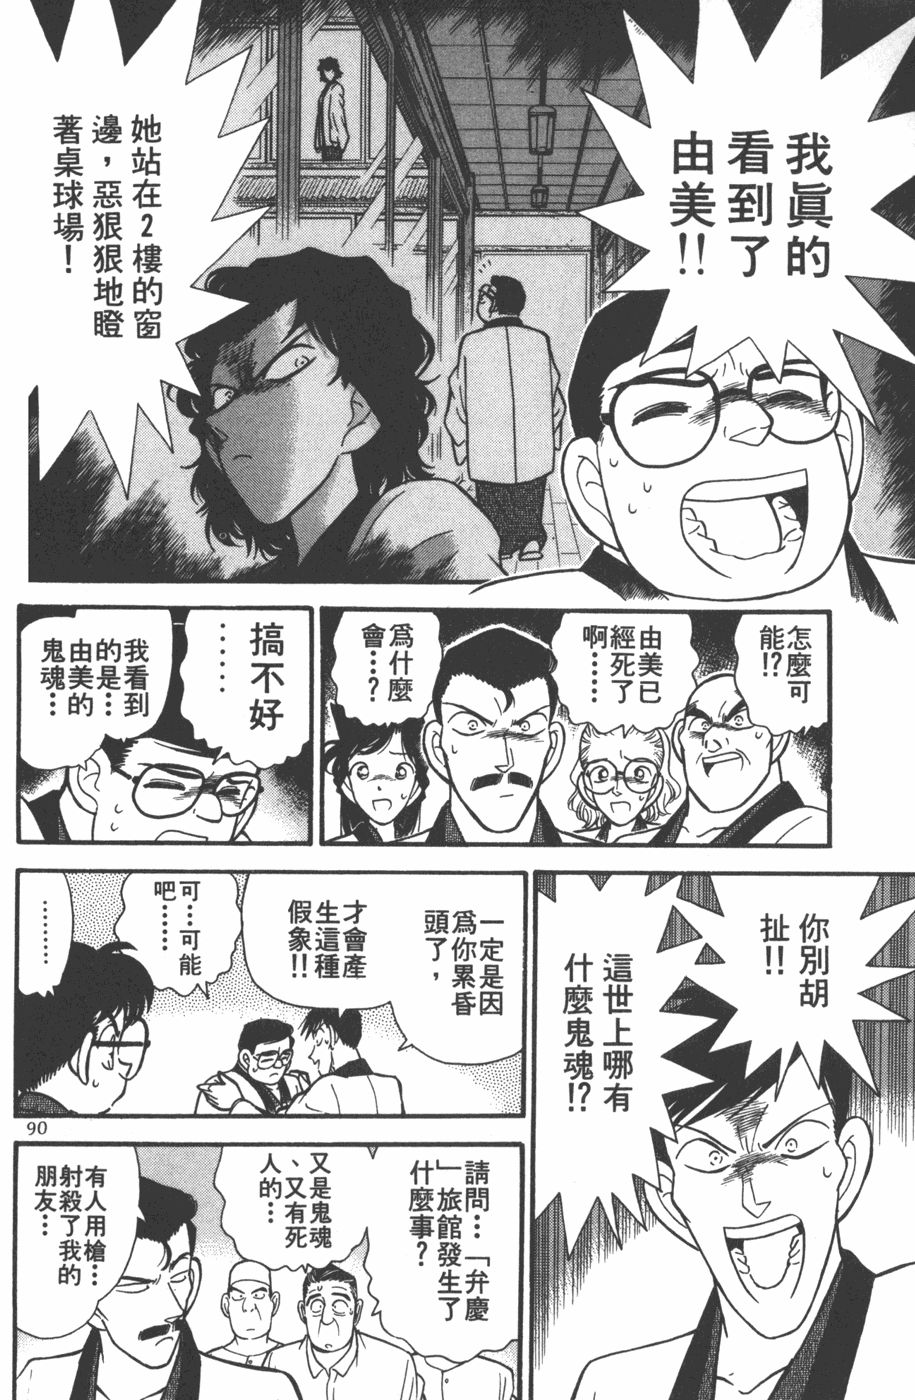 我眞的
看到了
由美!!
她站在2樓的窗
邊，惡狠狠地瞪
著桌球場！
怎麼可
能!?
由美已
經死了
啊……
爲什麼
會…?
搞不好
……
我看到
的是…
由美的
鬼魂…
你別胡
扯!!
這世上哪有
什麼鬼魂!?
一定是因
爲你累昏
頭了，
才會產
生這種
假象!!
可…可能
吧……
………
請問…「弁慶
」旅館發生了
什麼事？
又是鬼魂
、又有死
人的…
有人用槍…
射殺了我的
朋友…
90